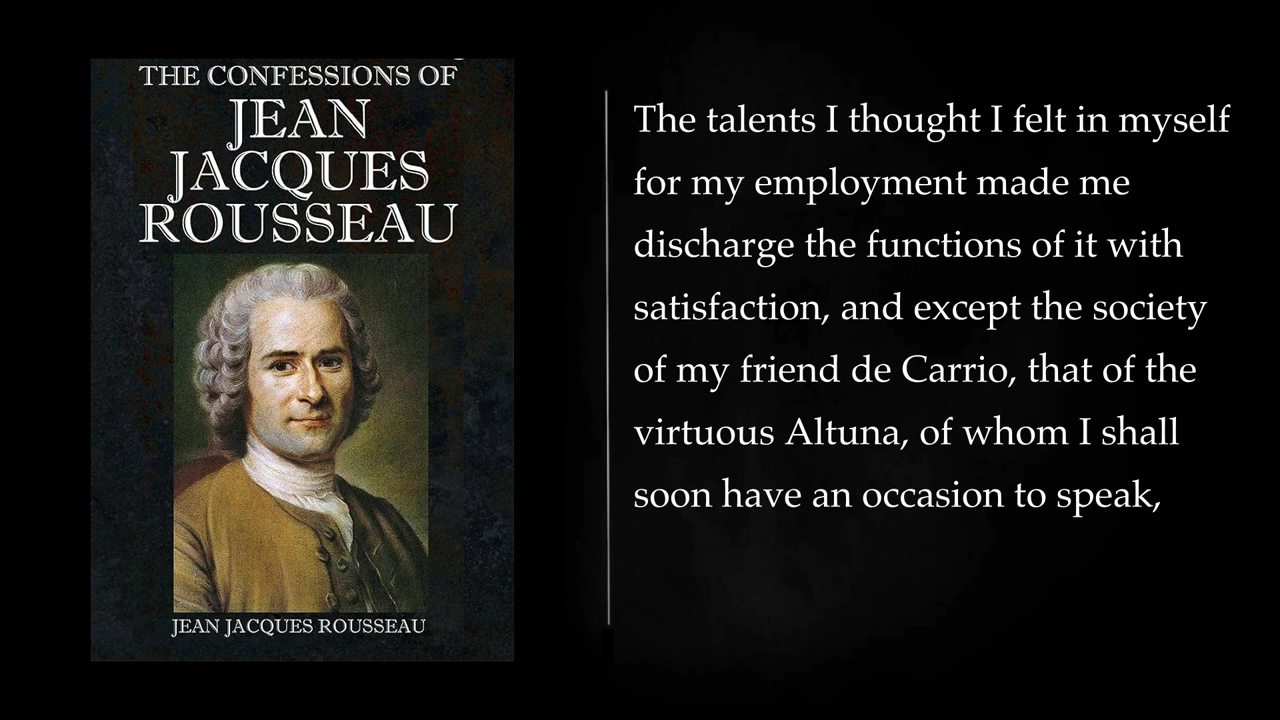 THE CONFESSIONS OF
JEAN
JACQUES
ROUSSEAU
JEAN JACQUES ROUSSEAU
The talents I thought I felt in myself
for my employment made me
discharge the functions of it with
satisfaction, and except the society
of my friend de Carrio, that of the
virtuous Altuna, of whom I shall
soon have an occasion to speak,